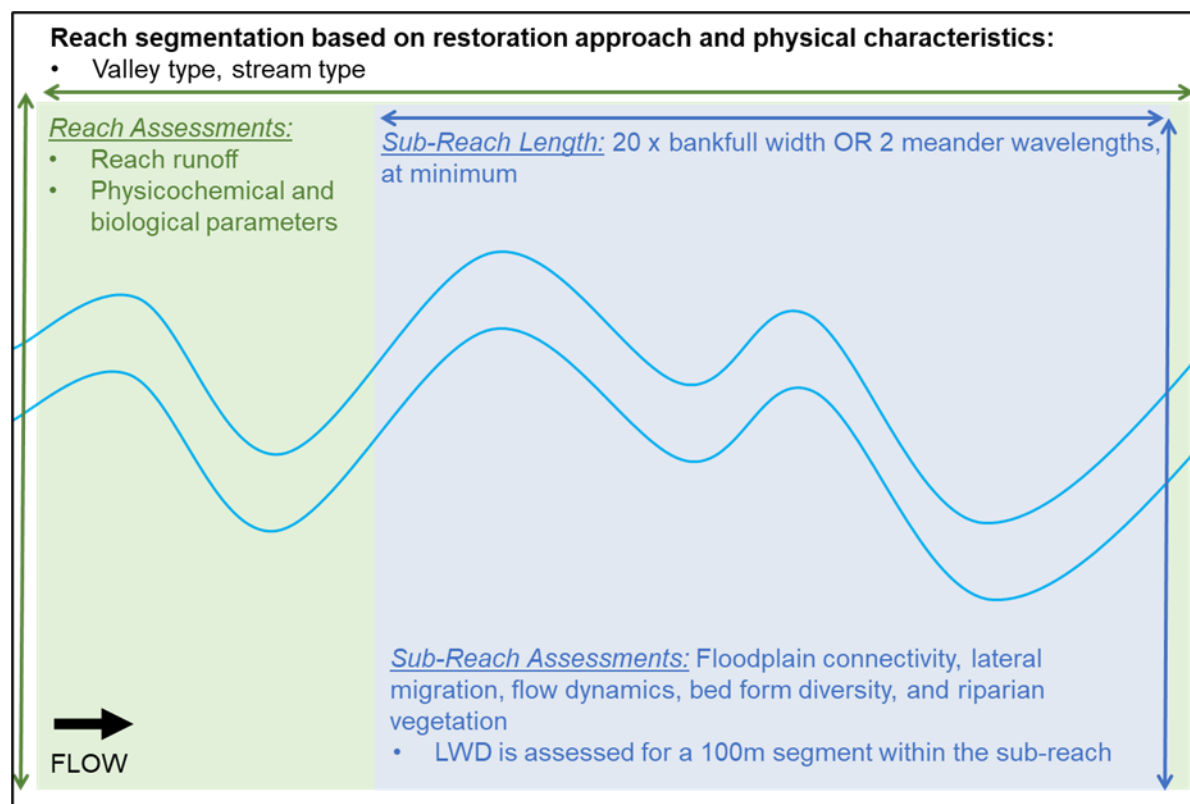 Reach segmentation based on restoration approach and physical characteristics:
• Valley type, stream type
Reach Assessments:
• Reach runoff
• Physicochemical and
biological parameters
Sub-Reach Length: 20 x bankfull width OR 2 meander wavelengths,
at minimum
Sub-Reach Assessments: Floodplain connectivity, lateral
migration, flow dynamics, bed form diversity, and riparian
vegetation
• LWD is assessed for a 100m segment within the sub-reach
FLOW